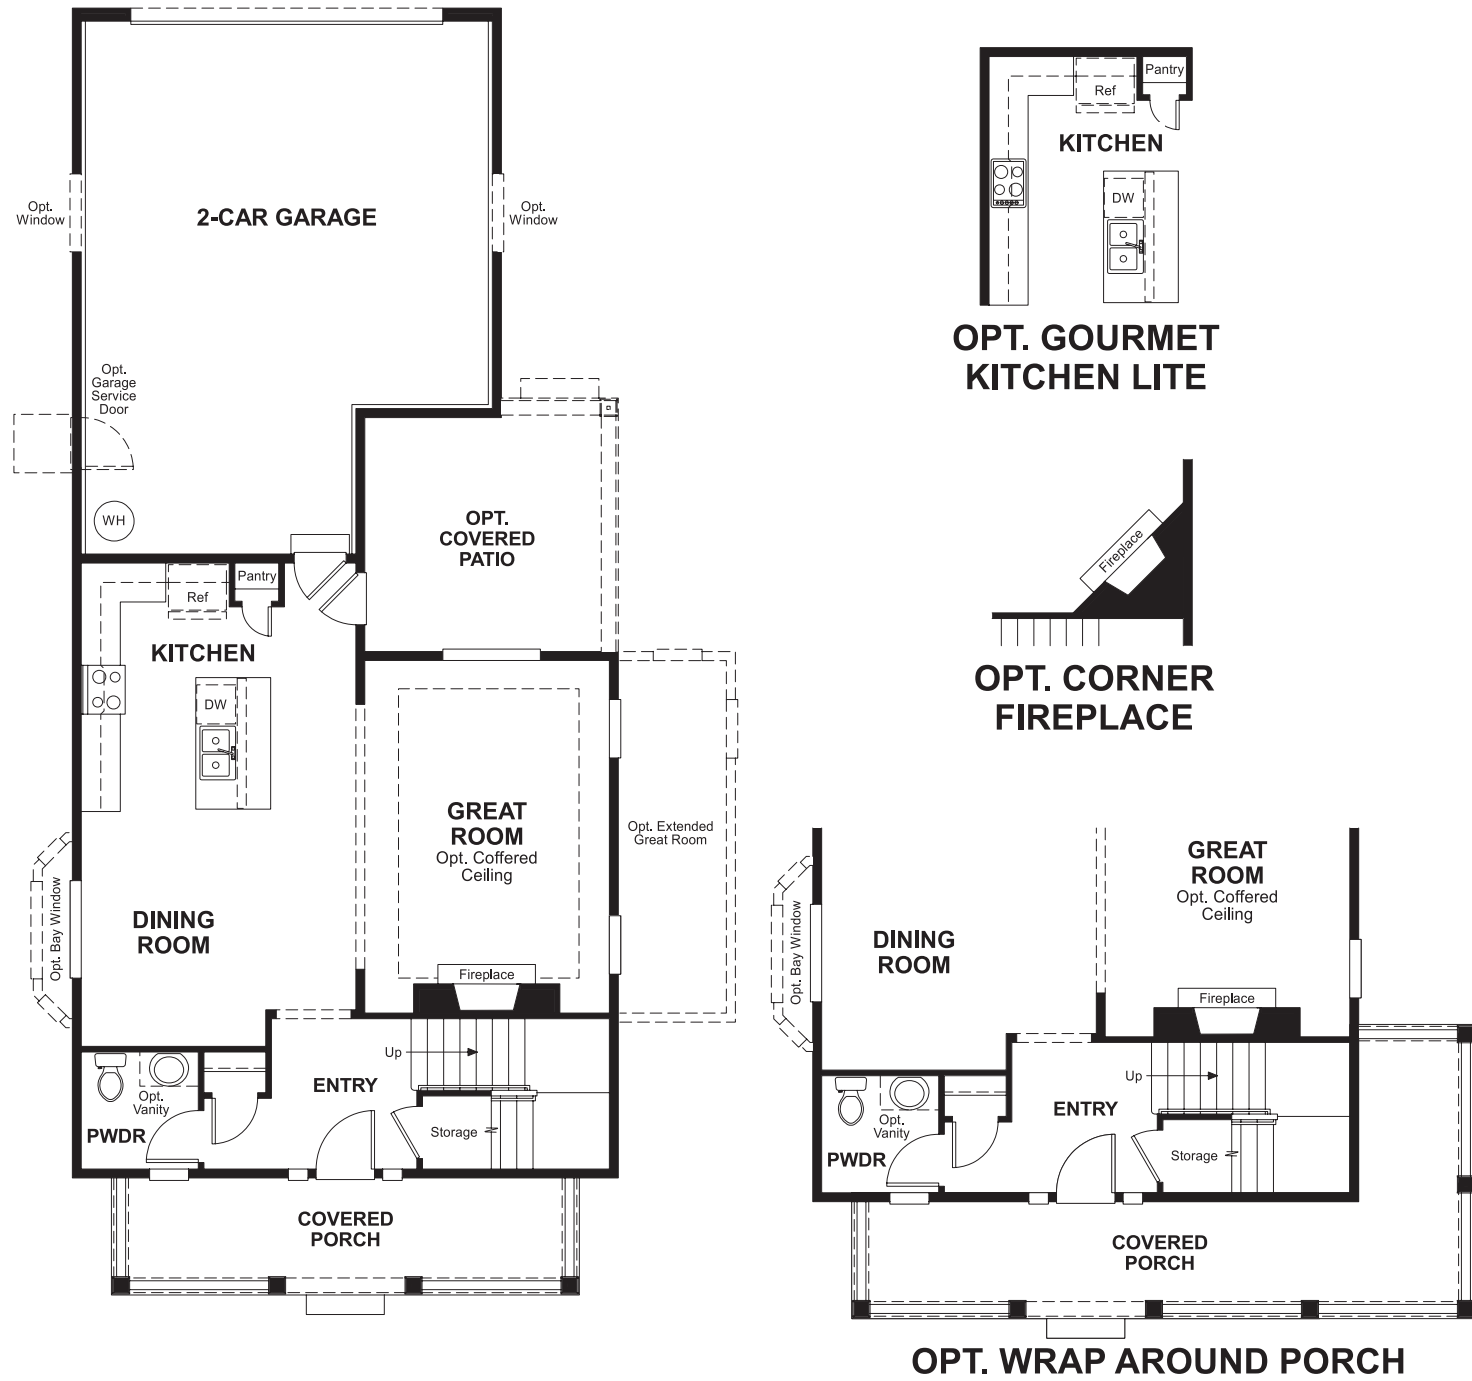 Opt.
Window
2-CAR GARAGE
Opt.
Window
Opt.
Garage
Service
Door
WH
OPT.
COVERED
PATIO
Pantry
Ref
KITCHEN
DW
GREAT
ROOM
Opt. Coffered
Ceiling
Opt. Extended
Great Room
Opt. Bay Window
DINING
ROOM
Fireplace
Up
ENTRY
Opt.
Vanity
PWDR
Storage
COVERED
PORCH
Pantry
Ref
KITCHEN
DW
OPT. GOURMET
KITCHEN LITE
Fireplace
OPT. CORNER
FIREPLACE
GREAT
ROOM
Opt. Coffered
Ceiling
Opt. Bay Window
DINING
ROOM
Fireplace
Up
ENTRY
Opt.
Vanity
PWDR
Storage
COVERED
PORCH
OPT. WRAP AROUND PORCH